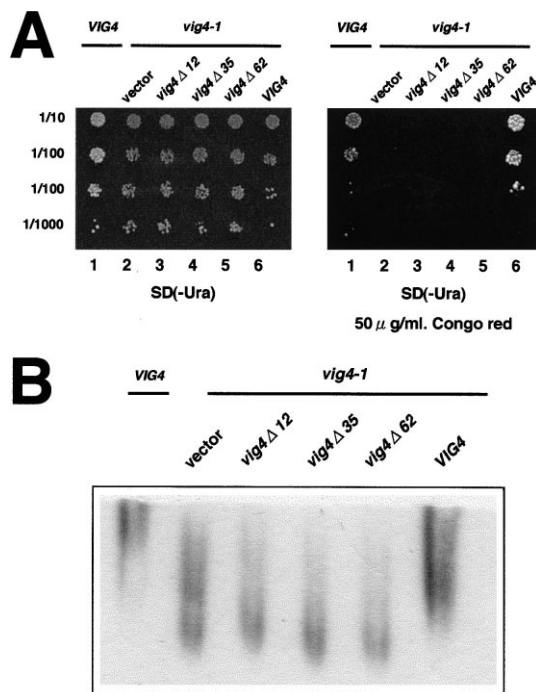 A
VIG4 vig4-1
vector vig4Δ12 vig4Δ35 vig4Δ62 VIG4
1/10
1/100
1/100
1/1000
1 2 3 4 5 6
SD(-Ura)
VIG4 vig4-1
vector vig4Δ12 vig4Δ35 vig4Δ62 VIG4
1 2 3 4 5 6
SD(-Ura)
50 μg/ml. Congo red
B
VIG4 vig4-1
vector vig4Δ12 vig4Δ35 vig4Δ62 VIG4